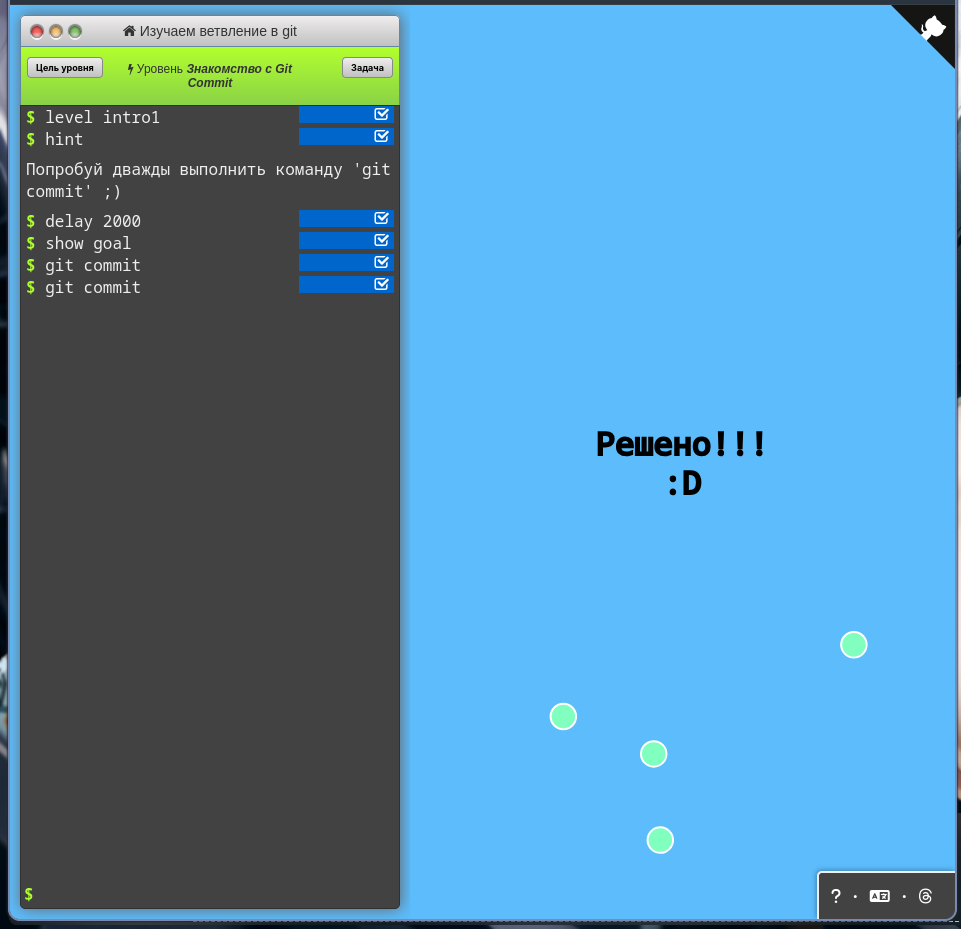 Изучаем ветвление в git
Цель уровня
Уровень Знакомство с Git
Commit
Задача
$ level intro1
$ hint
Попробуй дважды выполнить команду 'git
commit' ;)
$ delay 2000
$ show goal
$ git commit
$ git commit
$
Решено!!!
:D
?